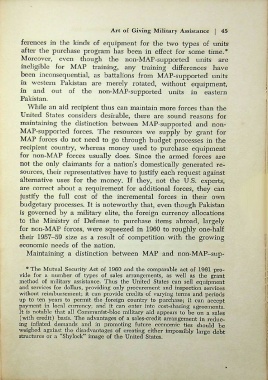 Art of Giving Military Assistance | 45
ferences in the kinds of equipment for the two types of units
after the purchase program has been in effect for some time.*
Moreover, even though the non-MAP-supported units are
ineligible for MAP training, any training differences have
been inconsequential, as battalions from MAP-supported units
in western Pakistan are merely rotated, without equipment,
in and out of the non-MAP-supported units in eastern
Pakistan.
While an aid recipient thus can maintain more forces than the
United States considers desirable, there are sound reasons for
maintaining the distinction between MAP-supported and non-
MAP-supported forces. The resources we supply by grant for
MAP forces do not need to go through budget processes in the
recipient country, whereas money used to purchase equipment
for non-MAP forces usually does. Since the armed forces are
not the only claimants for a nation's domestically generated re-
sources, their representatives have to justify each request against
alternative uses for the money. If they, not the U.S. experts,
are correct about a requirement for additional forces, they can
justify the full cost of the incremental forces in their own
budgetary processes. It is noteworthy that, even though Pakistan
is governed by a military elite, the foreign currency allocations
to the Ministry of Defense to purchase items abroad, largely
for non-MAP forces, were squeezed in 1960 to roughly one-half
their 1957–59 size as a result of competition with the growing
economic needs of the nation.
Maintaining a distinction between MAP and non-MAP-sup-
* The Mutual Security Act of 1960 and the comparable act of 1961 pro-
vide for a number of types of sales arrangements, as well as the grant
method of military assistance. Thus the United States can sell equipment
and services for dollars, providing only procurement and inspection services
without reimbursement; it can provide credits of varying terms and periods
up to ten years to permit the foreign country to purchase; it can accept
payment in local currency; and it can enter into cost-sharing agreements.
It is notable that all Communist-bloc military aid appears to be on a sales
(with credit) basis. The advantages of a sales-credit arrangement in reduc-
ing inflated demands and in promoting future economic ties should be
weighed against the disadvantages of creating either impossibly large debt
structures or a "Shylock" image of the United States.